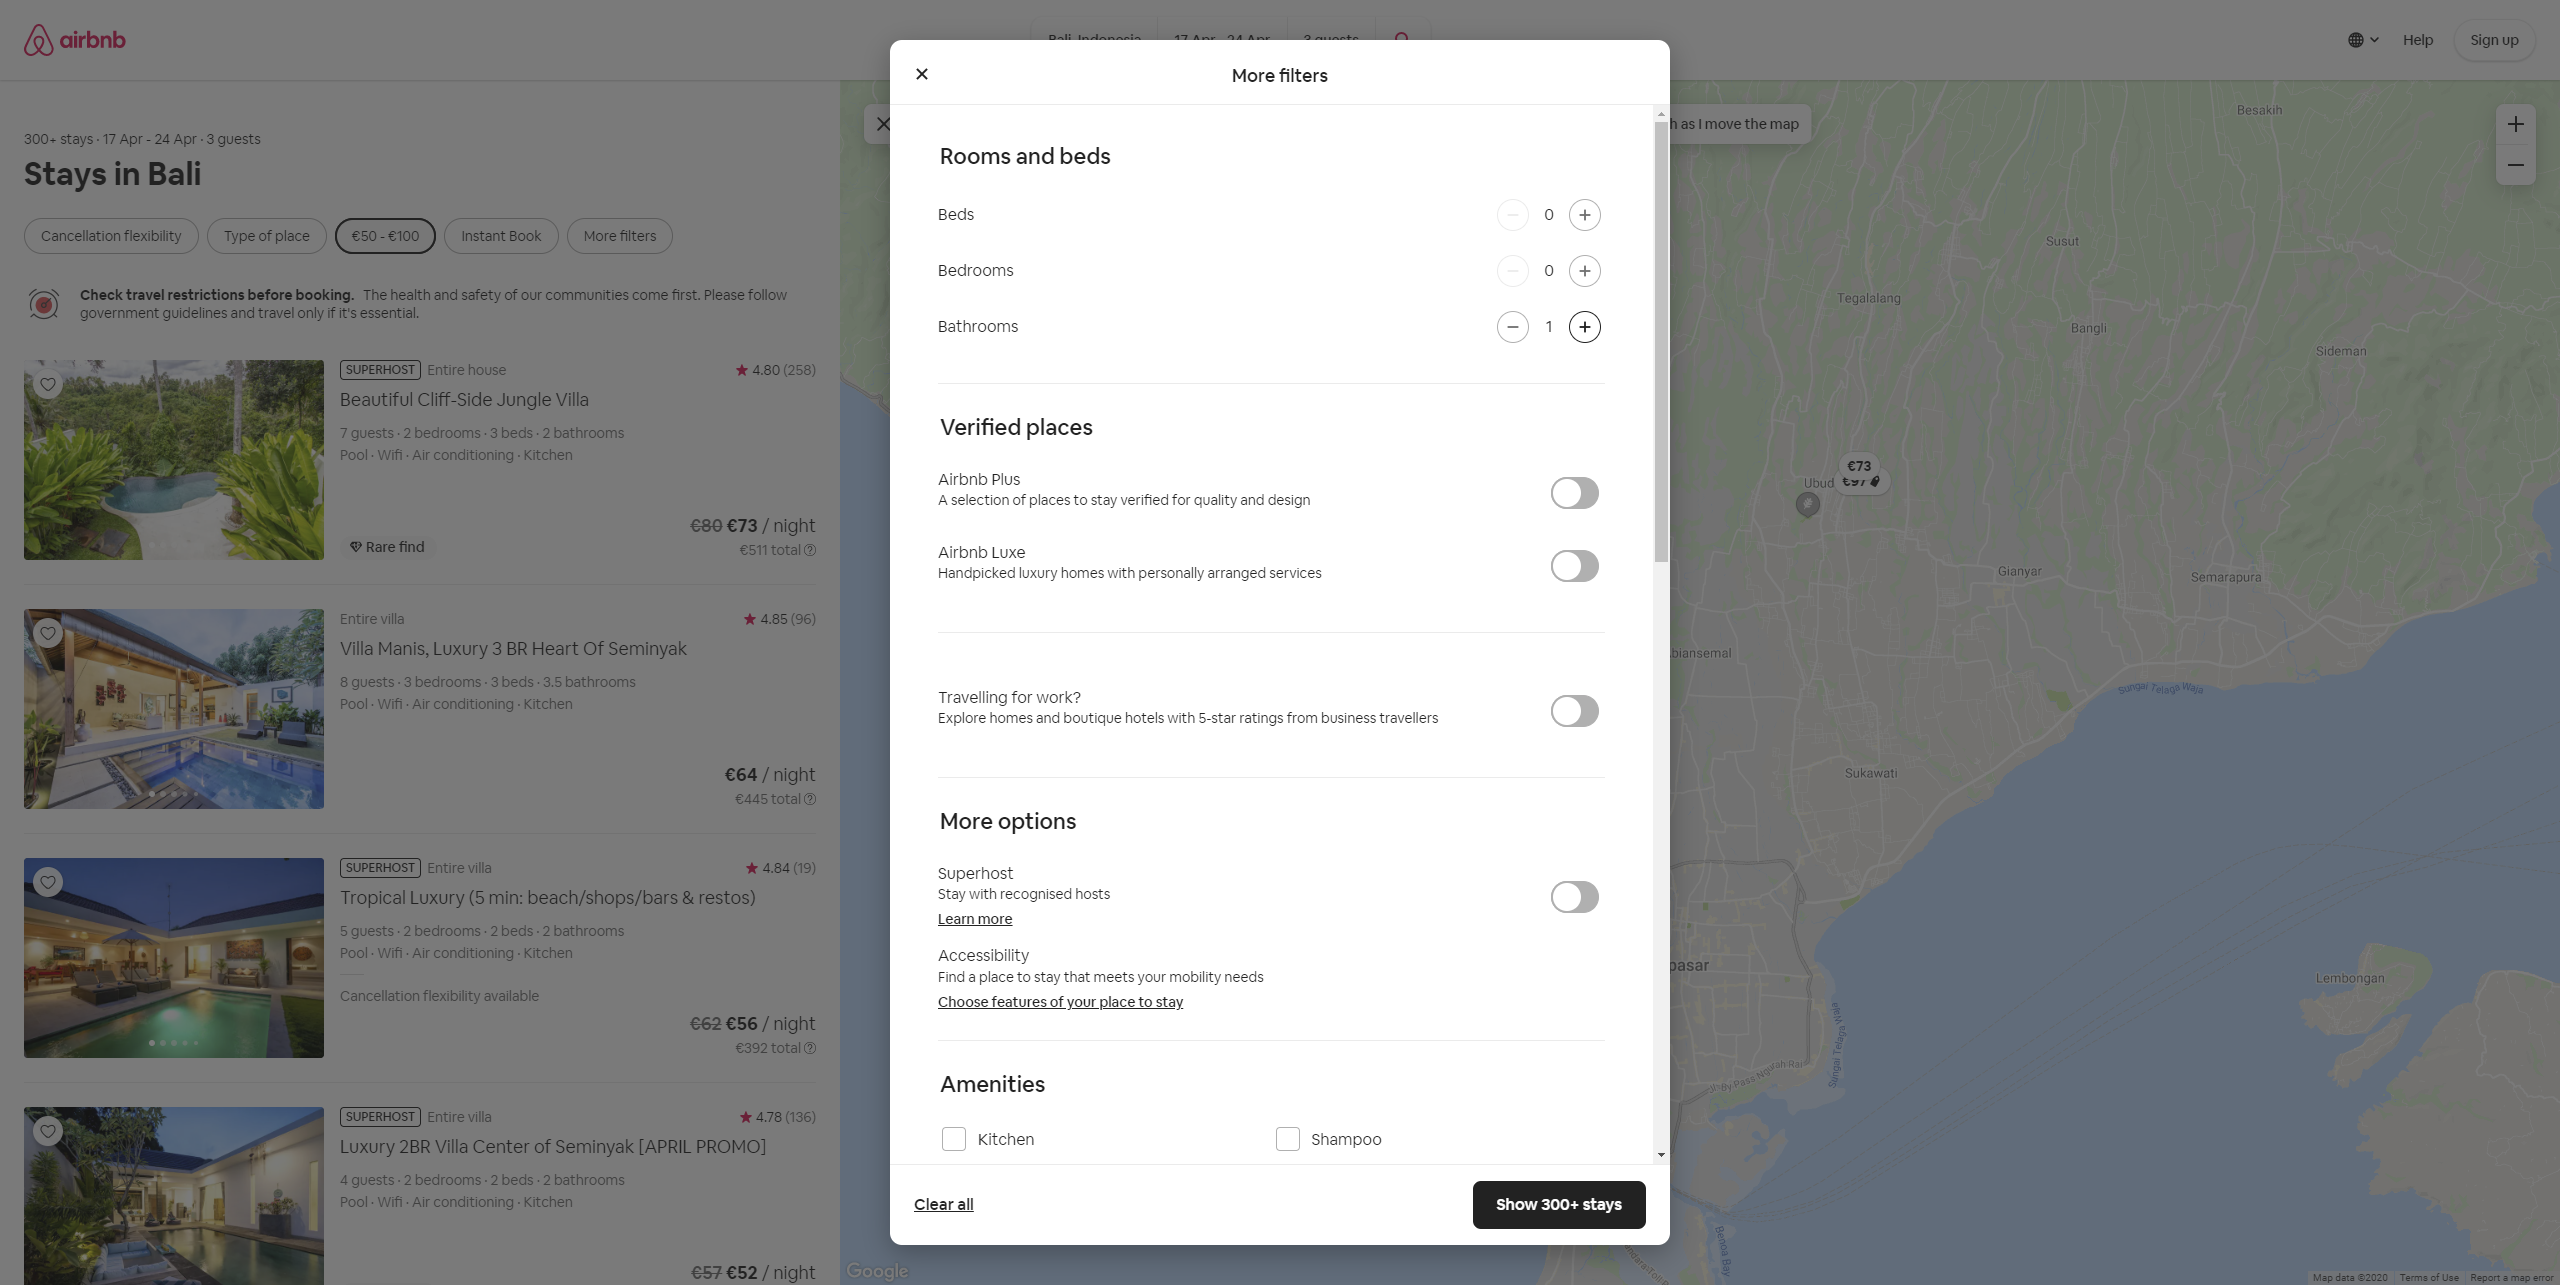 airbnb
Bali, Indonesia 17 Apr - 24 Apr 3 guests
Help
Sign up
300+ stays · 17 Apr - 24 Apr · 3 guests
Stays in Bali
Cancellation flexibility
Type of place
€50 - €100
Instant Book
More filters
Check travel restrictions before booking. The health and safety of our communities come first. Please follow
government guidelines and travel only if it's essential.
SUPERHOST Entire house 4.80 (258)
Beautiful Cliff-Side Jungle Villa
7 guests · 2 bedrooms · 3 beds · 2 bathrooms
Pool · Wifi · Air conditioning · Kitchen
€80 €73 / night
Rare find
€511 total
Entire villa 4.85 (96)
Villa Manis, Luxury 3 BR Heart Of Seminyak
8 guests · 3 bedrooms · 3 beds · 3.5 bathrooms
Pool · Wifi · Air conditioning · Kitchen
€64 / night
€445 total
SUPERHOST Entire villa 4.84 (19)
Tropical Luxury (5 min: beach/shops/bars & restos)
5 guests · 2 bedrooms · 2 beds · 2 bathrooms
Pool · Wifi · Air conditioning · Kitchen
Cancellation flexibility available
€62 €56 / night
€392 total
SUPERHOST Entire villa 4.78 (136)
Luxury 2BR Villa Center of Seminyak [APRIL PROMO]
4 guests · 2 bedrooms · 2 beds · 2 bathrooms
Pool · Wifi · Air conditioning · Kitchen
€57 €52 / night
More filters
Rooms and beds
Beds 0
Bedrooms 0
Bathrooms 1
Verified places
Airbnb Plus
A selection of places to stay verified for quality and design
Airbnb Luxe
Handpicked luxury homes with personally arranged services
Travelling for work?
Explore homes and boutique hotels with 5-star ratings from business travellers
More options
Superhost
Stay with recognised hosts
Learn more
Accessibility
Find a place to stay that meets your mobility needs
Choose features of your place to stay
Amenities
Kitchen
Shampoo
Clear all
Show 300+ stays
h as I move the map
Besakih
Susut
Tegalalang
Bangli
Sideman
€73
Ubud
€97
Gianyar
Semarapura
biansemal
Sungai Telaga Waja
Sukawati
pasar
Lembongan
Sungai Telaga Waja
Jl. By Pass Ngurah Rai
Benoa Bay
Google
Map data ©2020
Terms of Use
Report a map error